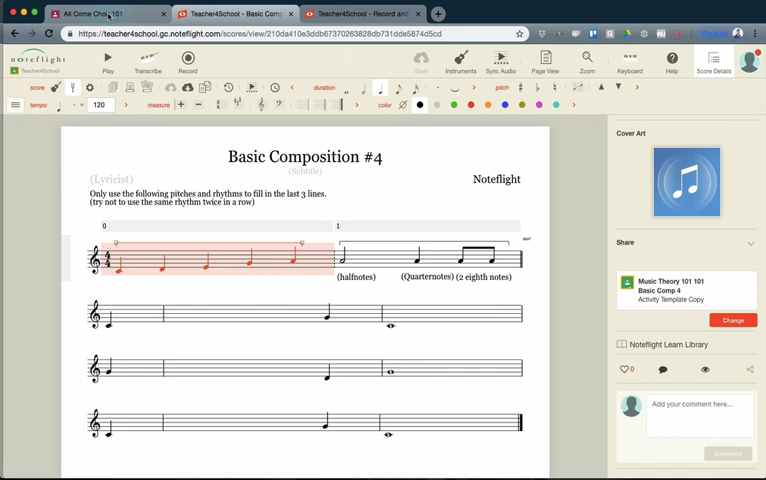 All Come Choir 101
Teacher4School - Basic Comp
Teacher4School - Record and
Paused
https://teacher4school.gc.noteflight.com/scores/view/210da410e3ddb67370263828db731dde5874d5cd
noteflight
Teacher4School
Play
Transcribe
Record
Save
Instruments
Sync Audio
Page View
Zoom
Keyboard
Help
Score Details
score
duration
pitch
tempo
120
measure
color
Basic Composition #4
(Subtitle)
(Lyricist)
Noteflight
Only use the following pitches and rhythms to fill in the last 3 lines.
(try not to use the same rhythm twice in a row)
0
1
(halfnotes)
(Quarternotes)
(2 eighth notes)
Cover Art
Share
Music Theory 101 101
Basic Comp 4
Activity Template Copy
Change
Noteflight Learn Library
0
Add your comment here...
Comment